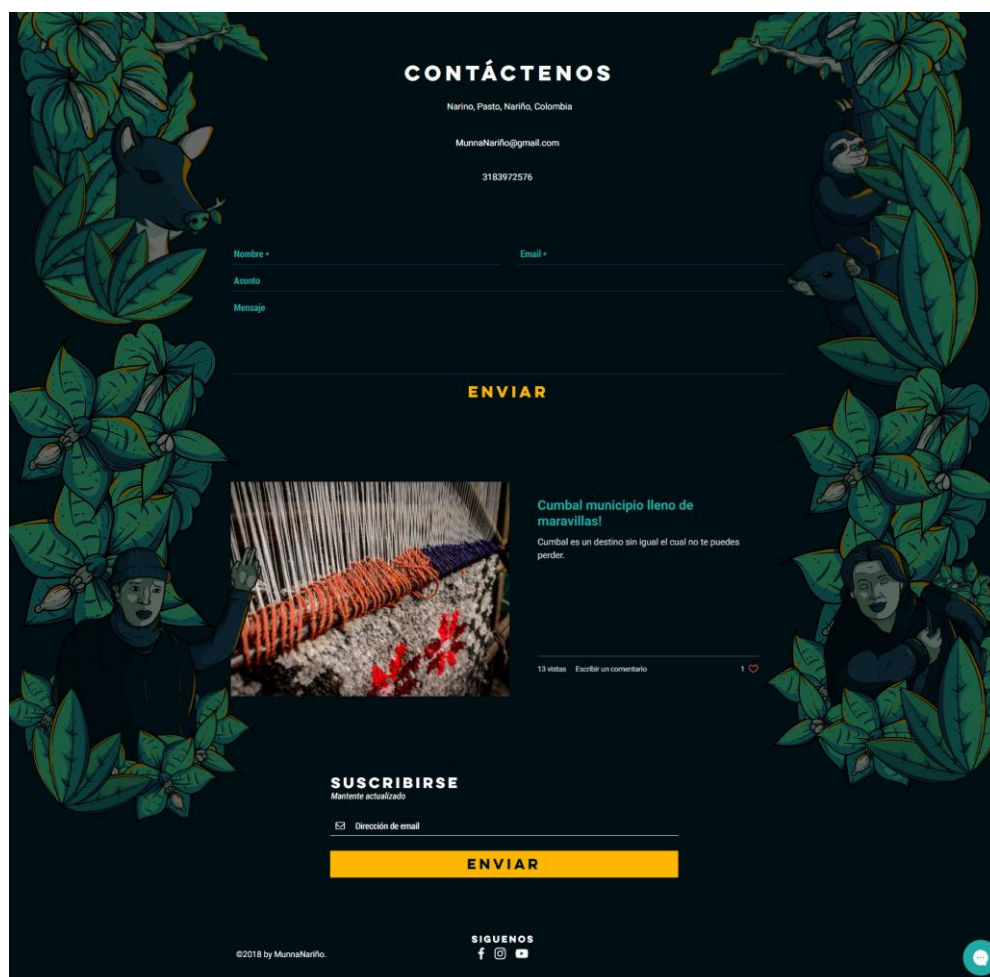 CONTÁCTENOS
Narino, Pasto, Nariño, Colombia
MunnaNariño@gmail.com
3183972576
Nombre *
Email *
Asunto
Mensaje
ENVIAR
Cumbal municipio lleno de
maravillas!
Cumbal es un destino sin igual el cual no te puedes
perder.
13 vistas
Escribir un comentario
1
SUSCRIBIRSE
Mantente actualizado
Dirección de email
ENVIAR
SIGUENOS
©2018 by MunnaNariño.